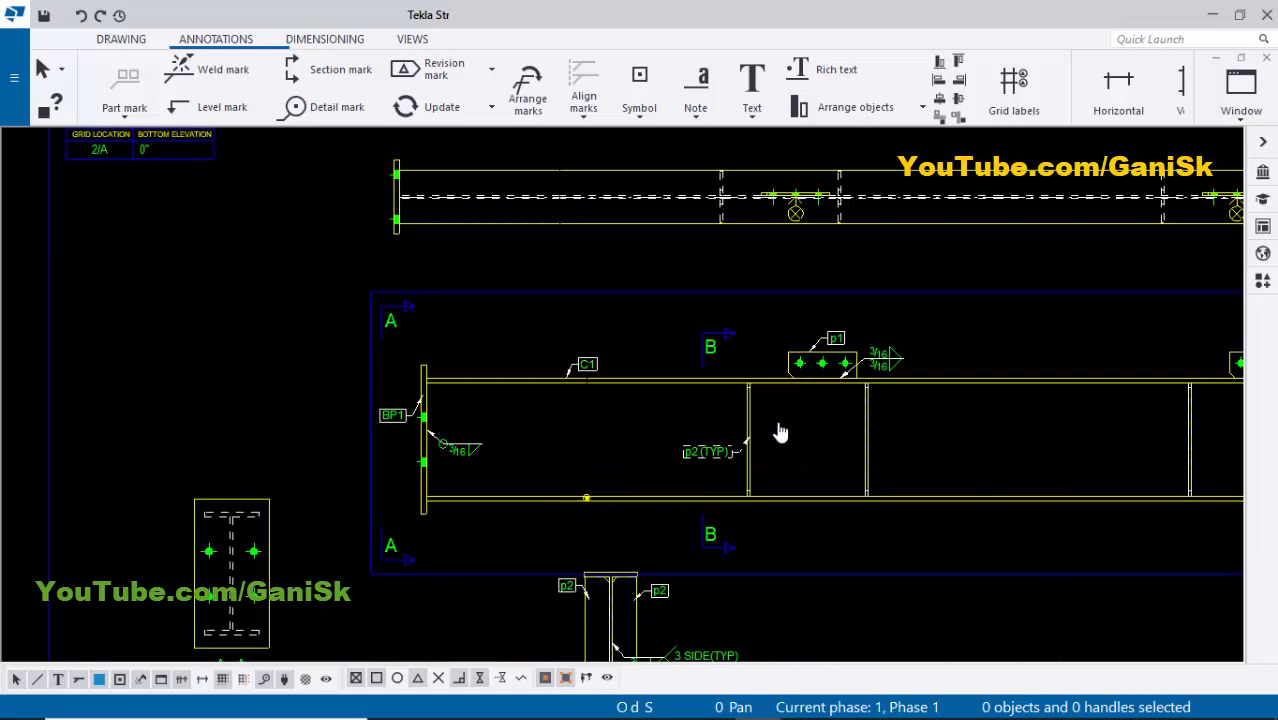 Tekla Str
DRAWING
ANNOTATIONS
DIMENSIONING
VIEWS
Quick Launch
Part mark
Weld mark
Level mark
Section mark
Detail mark
Revision mark
Update
Arrange marks
Align marks
Symbol
Note
Text
Rich text
Arrange objects
Grid labels
Horizontal
Window
GRID LOCATION BOTTOM ELEVATION
2/A 0"
YouTube.com/GaniSk
A
B
p1
3/16
3/16
C1
BP1
3/16
p2(TYP)
A
B
p2
p2
YouTube.com/GaniSk
3 SIDE(TYP)
O d S
0 Pan
Current phase: 1, Phase 1
0 objects and 0 handles selected